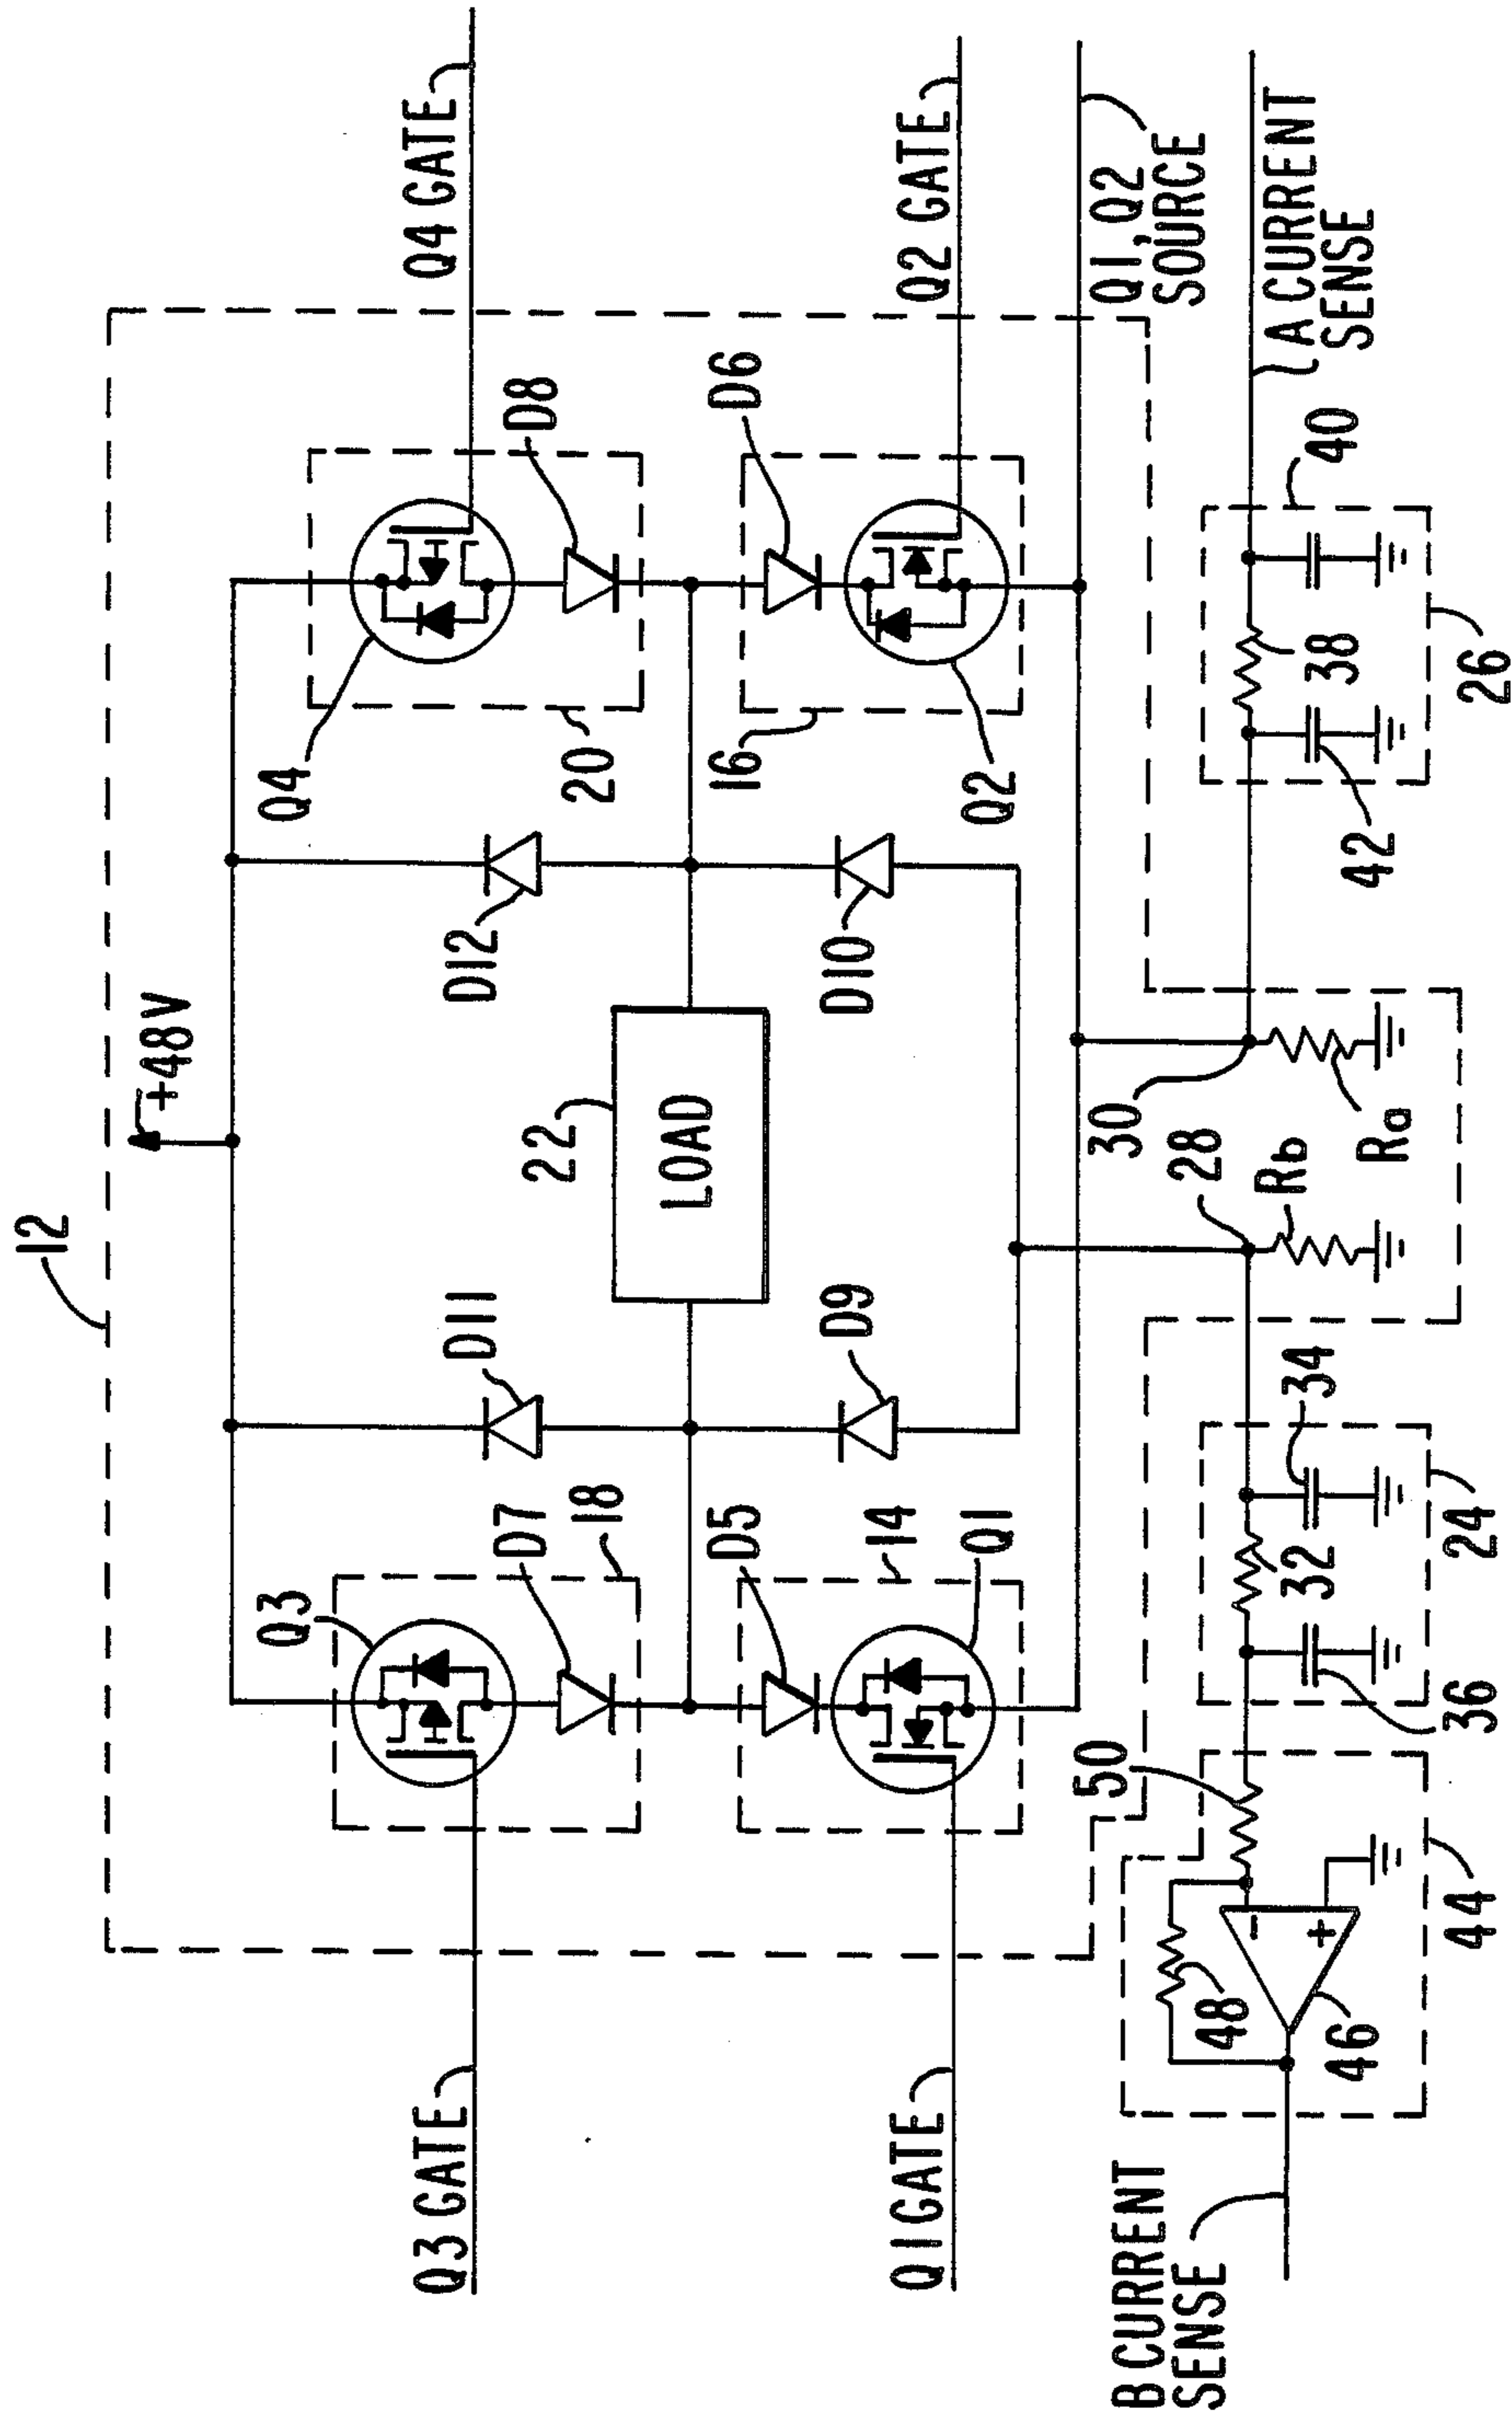 12
+48V
Q4 GATE
Q4
D8
20
D12
D11
Q3
D7
18
Q3 GATE
22
LOAD
D6
16
Q2 GATE
Q2
D10
D9
D5
14
Q1
Q1 GATE
Q1, Q2
SOURCE
30
28
Rb
Ra
A CURRENT
SENSE
40
38
42
26
34
32
36
24
50
48
-
+
46
44
B CURRENT
SENSE